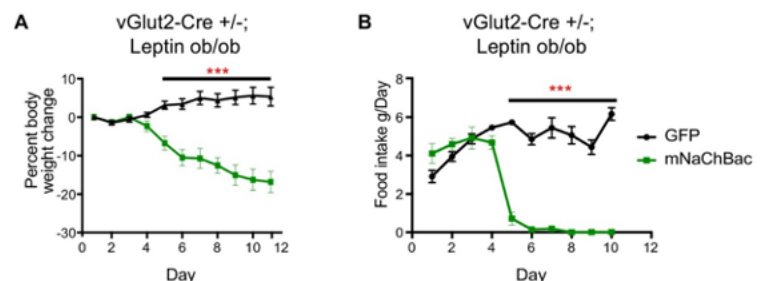 A
vGlut2-Cre +/-;
Leptin ob/ob
***
Percent body
weight change
10
0
-10
-20
-30
0 2 4 6 8 10 12
Day
B
vGlut2-Cre +/-;
Leptin ob/ob
***
Food intake g/Day
8
6
4
2
0
0 2 4 6 8 10 12
Day
GFP
mNaChBac